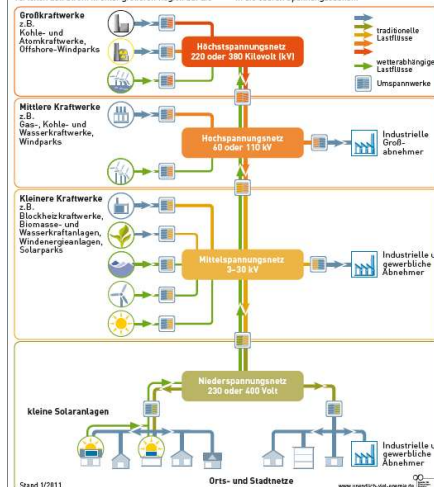 Großkraftwerke
z.B.
Kohle- und
Atomkraftwerke,
Offshore-Windparks
Höchstspannungsnetz
220 oder 380 Kilovolt (kV)
traditionelle
Lastflüsse
wetterabhängige
Lastflüsse
Umspannwerke
Mittlere Kraftwerke
z.B.
Gas-, Kohle- und
Wasserkraftwerke,
Windparks
Hochspannungsnetz
60 oder 110 kV
Industrielle
Groß-
abnehmer
Kleinere Kraftwerke
z.B.
Blockheizkraftwerke,
Biomasse- und
Wasserkraftanlagen,
Windenergieanlagen,
Solarparks
Mittelspannungsnetz
3–30 kV
Industrielle u
gewerbliche
Abnehmer
Niederspannungsnetz
230 oder 400 Volt
kleine Solaranlagen
Industrielle u
gewerbliche
Abnehmer
Orts- und Stadtnetze
Stand 1/2011